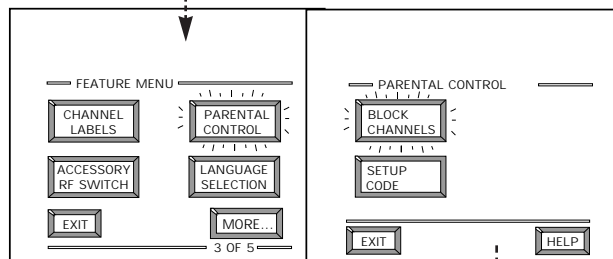 FEATURE MENU
CHANNEL
LABELS
PARENTAL
CONTROL
ACCESSORY
RF SWITCH
LANGUAGE
SELECTION
EXIT
MORE...
3 OF 5
PARENTAL CONTROL
BLOCK
CHANNELS
SETUP
CODE
EXIT
HELP